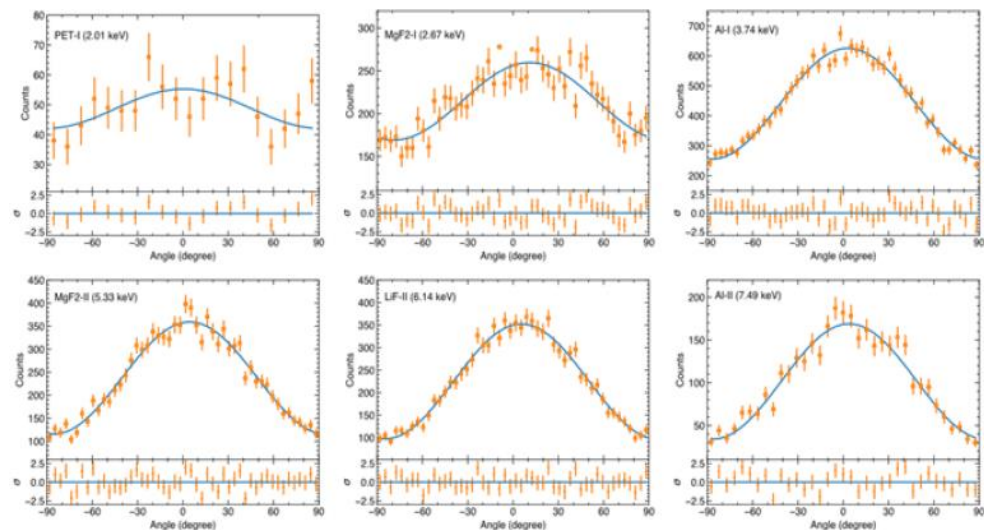 PET-I (2.01 keV)
80
70
60
50
40
30
Counts
2.5
0.0
−2.5
σ
−90 −60 −30 0 30 60 90
Angle (degree)
MgF2-I (2.67 keV)
300
250
200
150
Counts
2.5
0.0
−2.5
σ
−90 −60 −30 0 30 60 90
Angle (degree)
Al-I (3.74 keV)
700
600
500
400
300
200
Counts
2.5
0.0
−2.5
σ
−90 −60 −30 0 30 60 90
Angle (degree)
MgF2-II (5.33 keV)
450
400
350
300
250
200
150
100
Counts
2.5
0.0
−2.5
σ
−90 −60 −30 0 30 60 90
Angle (degree)
LiF-II (6.14 keV)
450
400
350
300
250
200
150
100
Counts
2.5
0.0
−2.5
σ
−90 −60 −30 0 30 60 90
Angle (degree)
Al-II (7.49 keV)
200
150
100
50
Counts
2.5
0.0
−2.5
σ
−90 −60 −30 0 30 60 90
Angle (degree)